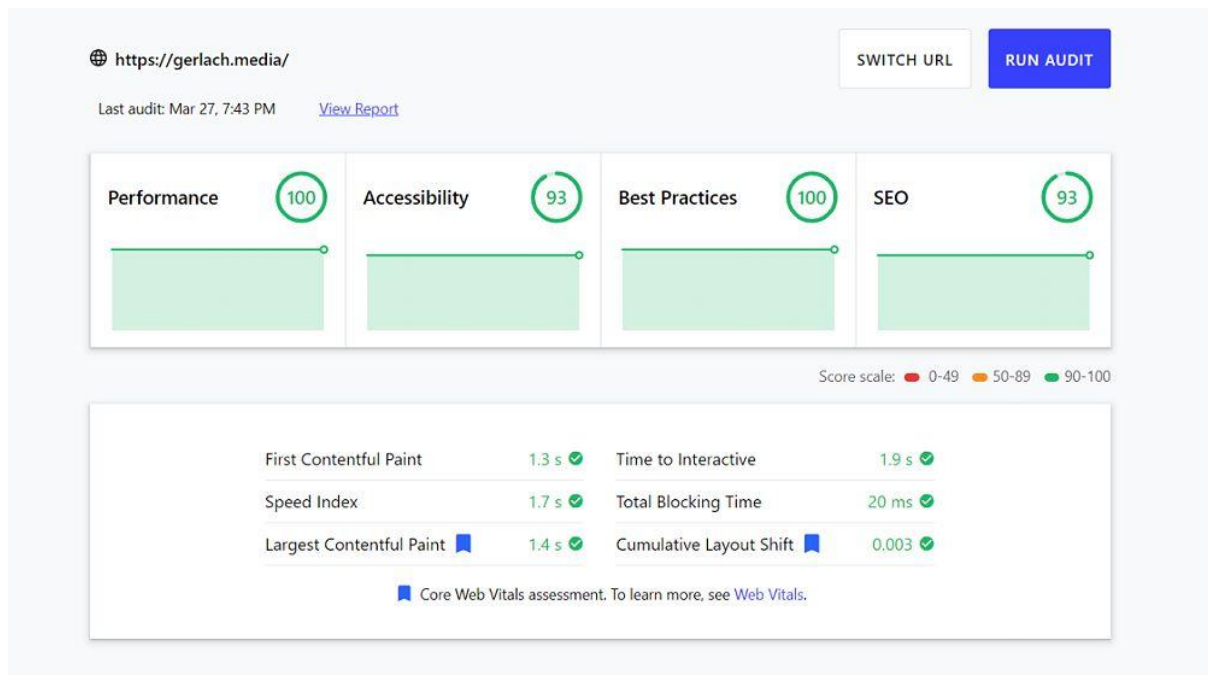 https://gerlach.media/
SWITCH URL
RUN AUDIT
Last audit: Mar 27, 7:43 PM View Report
Performance 100
Accessibility 93
Best Practices 100
SEO 93
Score scale: 0-49 50-89 90-100
First Contentful Paint 1.3 s
Time to Interactive 1.9 s
Speed Index 1.7 s
Total Blocking Time 20 ms
Largest Contentful Paint 1.4 s
Cumulative Layout Shift 0.003
Core Web Vitals assessment. To learn more, see Web Vitals.